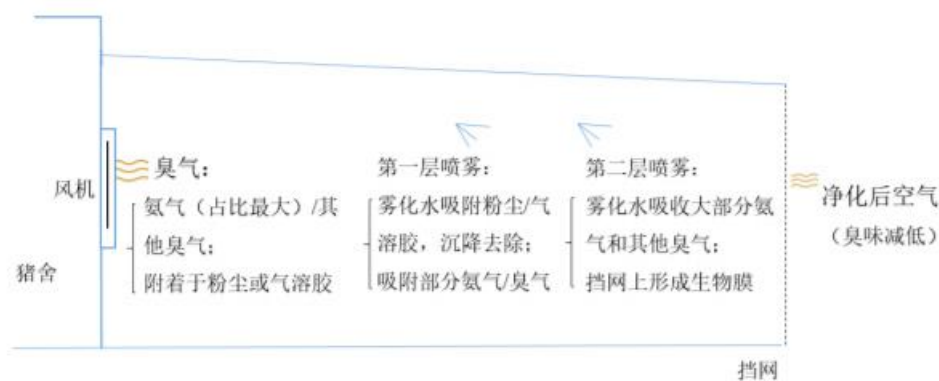 猪舍
风机
臭气：
氨气（占比最大）/其
他臭气；
附着于粉尘或气溶胶
第一层喷雾：
雾化水吸附粉尘/气
溶胶，沉降去除；
吸附部分氨气/臭气
第二层喷雾：
雾化水吸收大部分氨
气和其他臭气；
挡网上形成生物膜
净化后空气
（臭味减低）
挡网